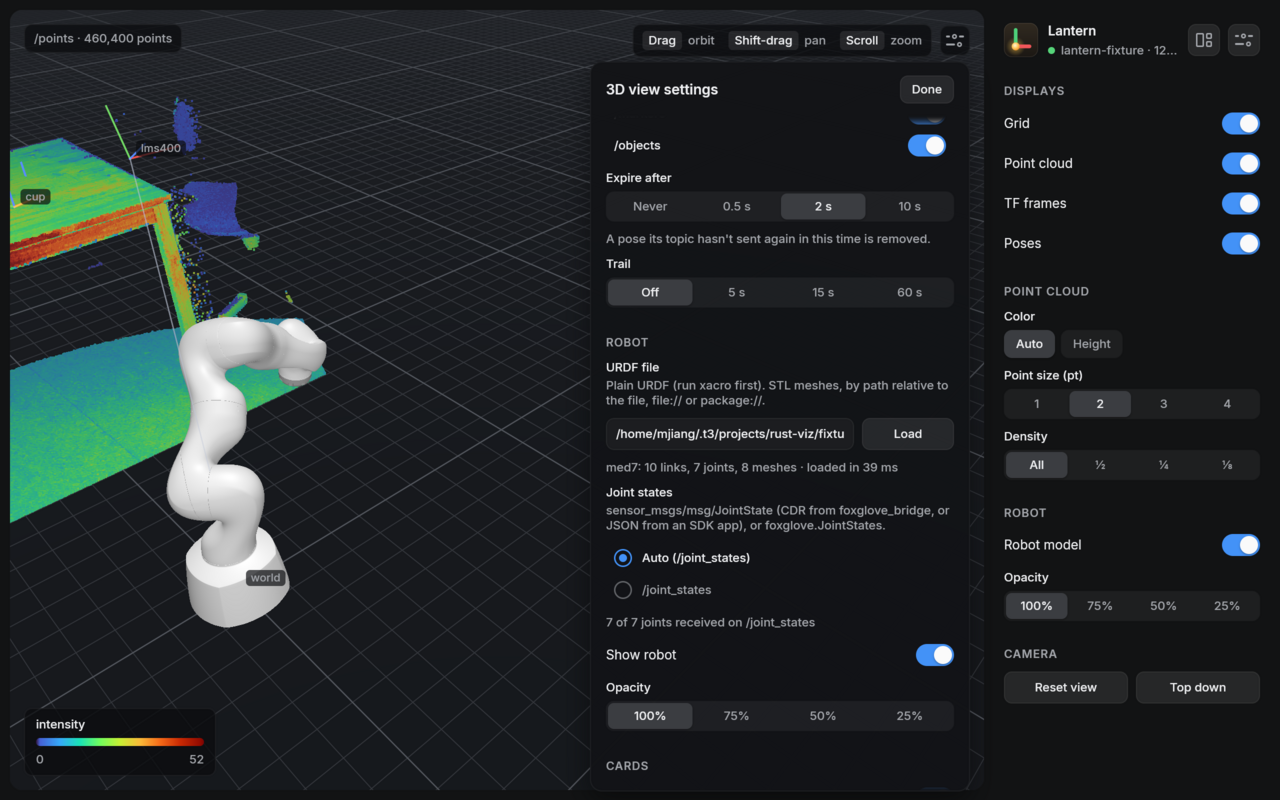 /points · 460,400 points
Drag orbit Shift-drag pan Scroll zoom
lms400
cup
world
intensity
0 52
3D view settings
Done
/objects
Expire after
Never 0.5 s 2 s 10 s
A pose its topic hasn't sent again in this time is removed.
Trail
Off 5 s 15 s 60 s
ROBOT
URDF file
Plain URDF (run xacro first). STL meshes, by path relative to
the file, file:// or package://.
/home/mjiang/.t3/projects/rust-viz/fixtu
Load
med7: 10 links, 7 joints, 8 meshes · loaded in 39 ms
Joint states
sensor_msgs/msg/JointState (CDR from foxglove_bridge, or
JSON from an SDK app), or foxglove.JointStates.
Auto (/joint_states)
/joint_states
7 of 7 joints received on /joint_states
Show robot
Opacity
100% 75% 50% 25%
CARDS
Lantern
lantern-fixture · 12...
DISPLAYS
Grid
Point cloud
TF frames
Poses
POINT CLOUD
Color
Auto Height
Point size (pt)
1 2 3 4
Density
All ½ ¼ ⅛
ROBOT
Robot model
Opacity
100% 75% 50% 25%
CAMERA
Reset view Top down